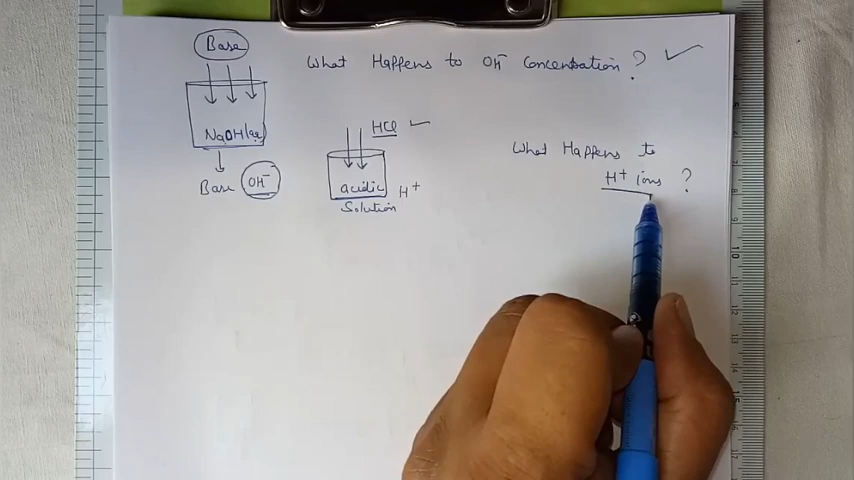 Base
What Happens to OH⁻ Concentration ?
NaOH(aq)
Base OH⁻
HCl
acidic
Solution
H⁺
What Happens to
H⁺ ions ?